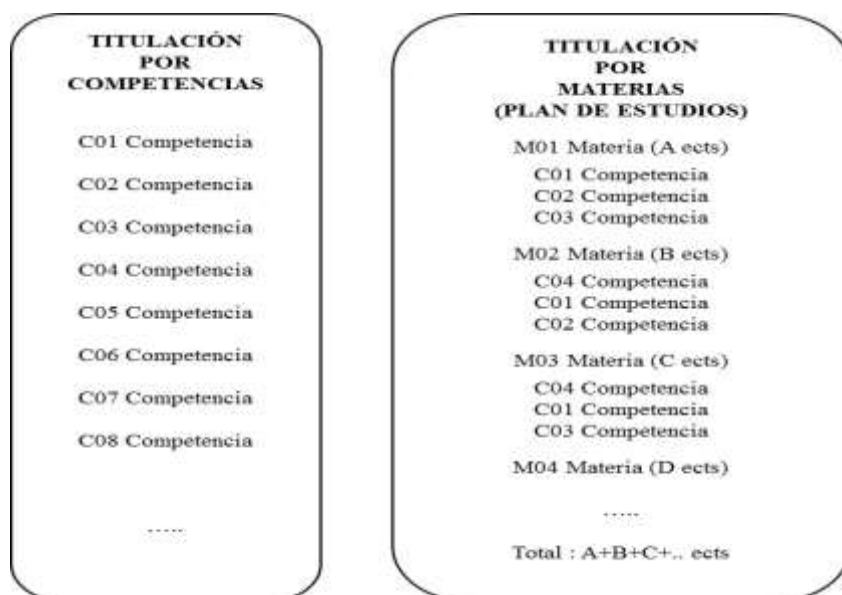 TITULACIÓN
POR
COMPETENCIAS
C01 Competencia
C02 Competencia
C03 Competencia
C04 Competencia
C05 Competencia
C06 Competencia
C07 Competencia
C08 Competencia
.....
TITULACIÓN
POR
MATERIAS
(PLAN DE ESTUDIOS)
M01 Materia (A ects)
C01 Competencia
C02 Competencia
C03 Competencia
M02 Materia (B ects)
C04 Competencia
C01 Competencia
C02 Competencia
M03 Materia (C ects)
C04 Competencia
C01 Competencia
C03 Competencia
M04 Materia (D ects)
.....
Total : A+B+C+.. ects